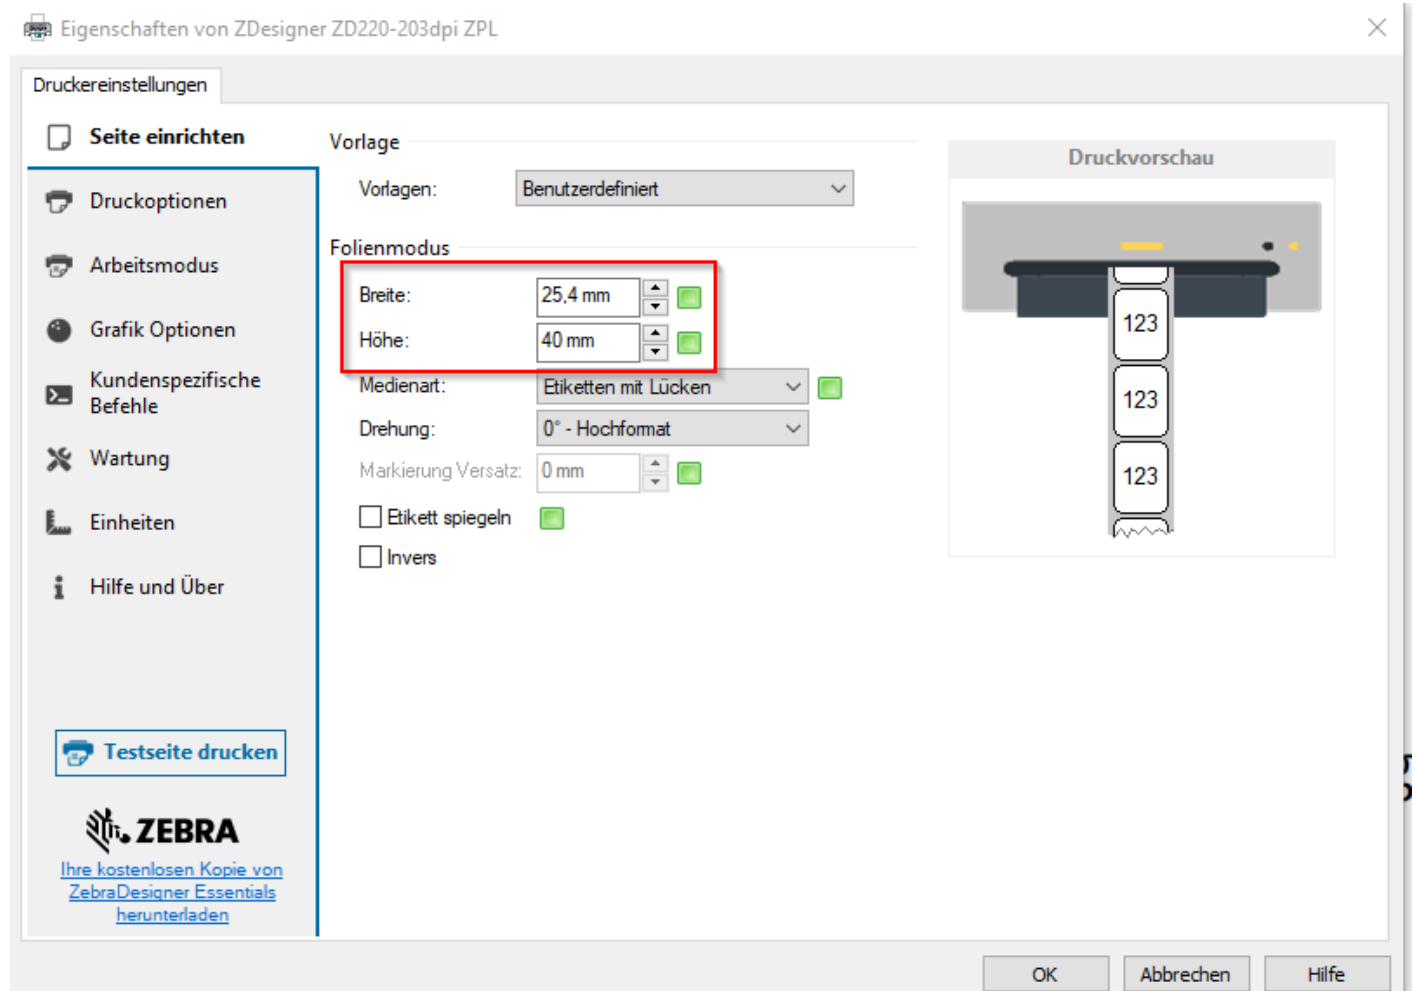 Eigenschaften von ZDesigner ZD220-203dpi ZPL
Druckereinstellungen
Seite einrichten
Druckoptionen
Arbeitsmodus
Grafik Optionen
Kundenspezifische
Befehle
Wartung
Einheiten
Hilfe und Über
Testseite drucken
ZEBRA
Ihre kostenlosen Kopie von
ZebraDesigner Essentials
herunterladen
Vorlage
Vorlagen: Benutzerdefiniert
Folienmodus
Breite: 25,4 mm
Höhe: 40 mm
Medienart: Etiketten mit Lücken
Drehung: 0° - Hochformat
Markierung Versatz: 0 mm
Etikett spiegeln
Invers
Druckvorschau
123
123
123
OK Abbrechen Hilfe